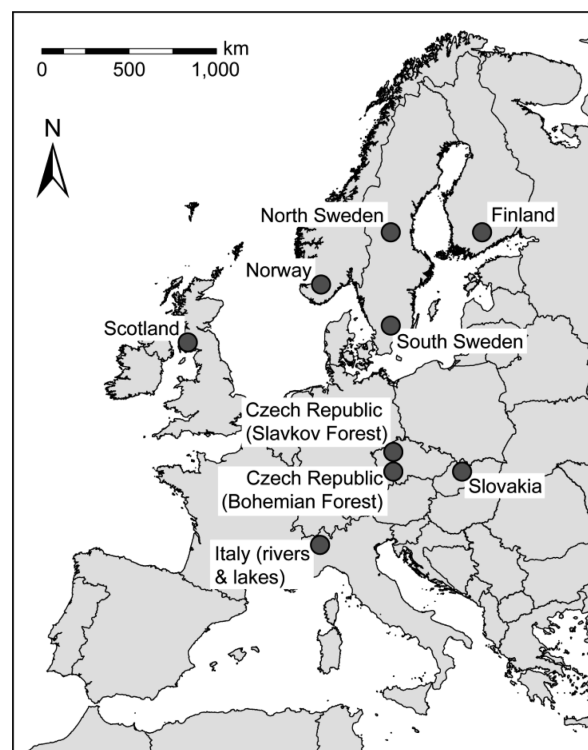 km
0 500 1,000
N
North Sweden
Finland
Norway
Scotland
South Sweden
Czech Republic
(Slavkov Forest)
Czech Republic
(Bohemian Forest)
Slovakia
Italy (rivers
& lakes)